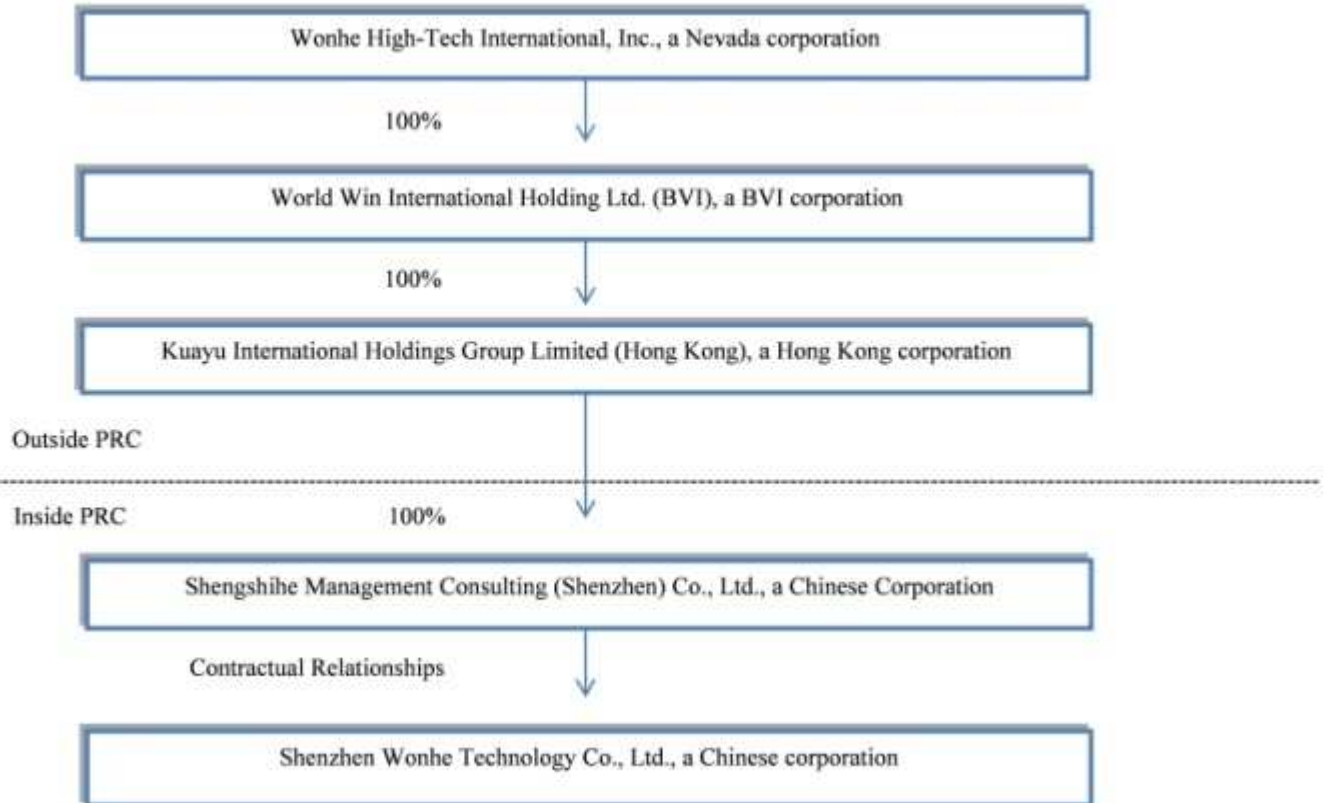 Wonhe High-Tech International, Inc., a Nevada corporation
100%
World Win International Holding Ltd. (BVI), a BVI corporation
100%
Kuayu International Holdings Group Limited (Hong Kong), a Hong Kong corporation
Outside PRC
Inside PRC 100%
Shengshihe Management Consulting (Shenzhen) Co., Ltd., a Chinese Corporation
Contractual Relationships
Shenzhen Wonhe Technology Co., Ltd., a Chinese corporation